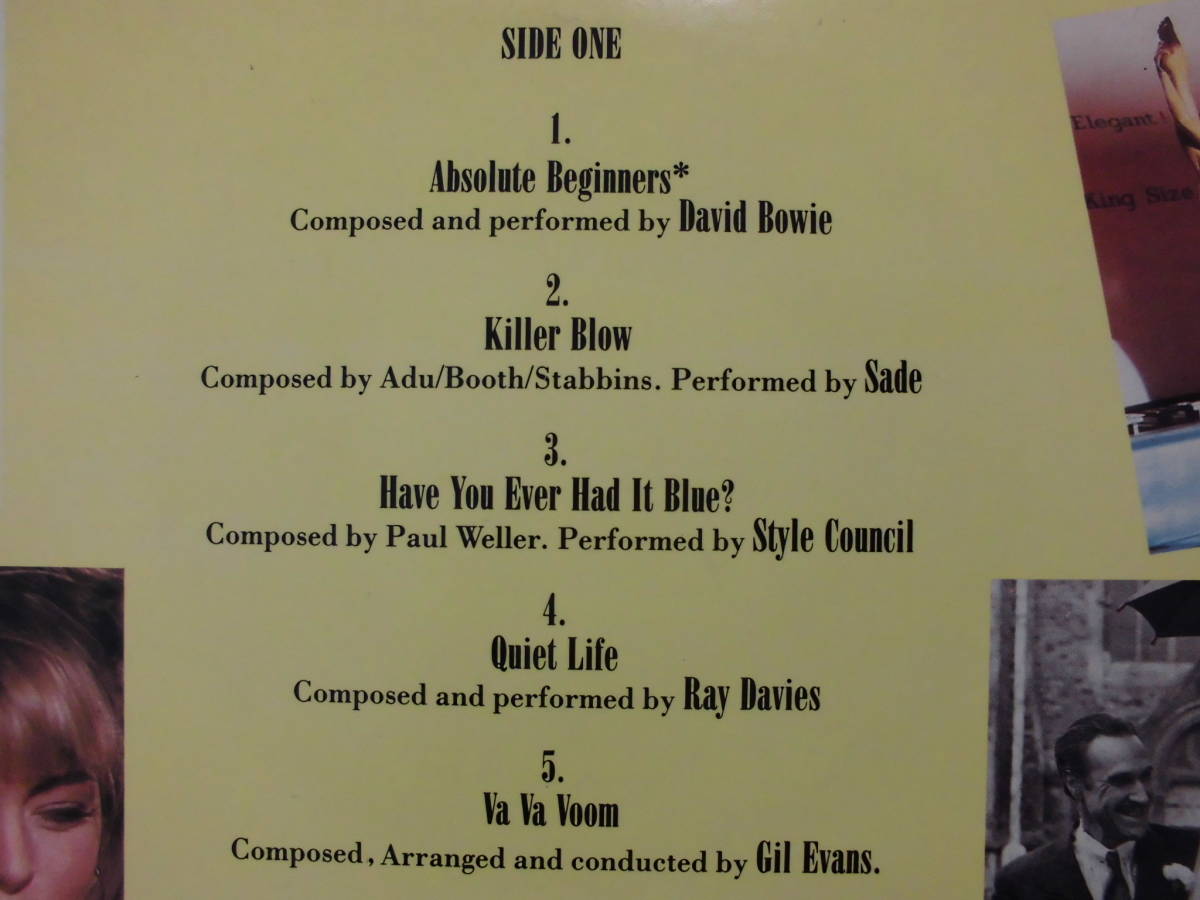 SIDE ONE
1.
Absolute Beginners*
Composed and performed by David Bowie
2.
Killer Blow
Composed by Adu/Booth/Stabbins. Performed by Sade
3.
Have You Ever Had It Blue?
Composed by Paul Weller. Performed by Style Council
4.
Quiet Life
Composed and performed by Ray Davies
5.
Va Va Voom
Composed, Arranged and conducted by Gil Evans.
Elegant!
King Size